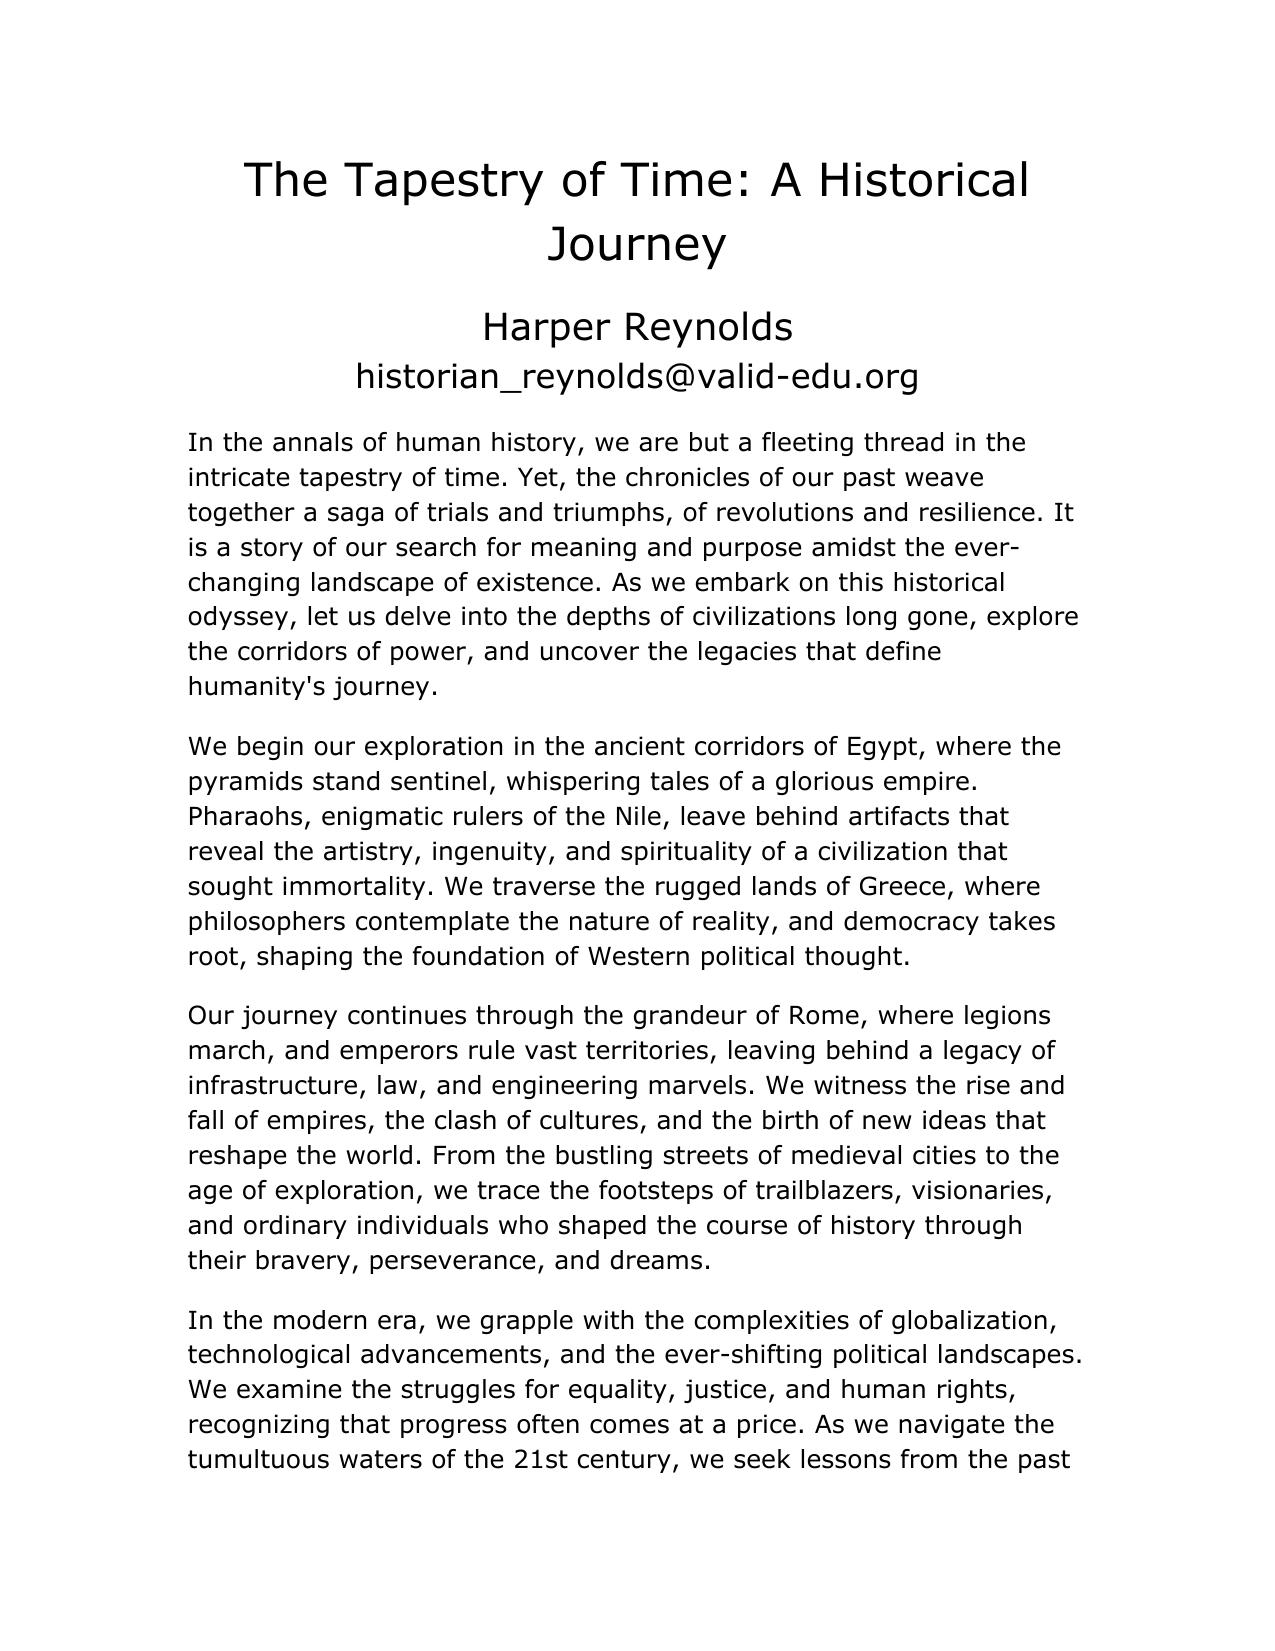 The Tapestry of Time: A Historical
Journey
Harper Reynolds
historian_reynolds@valid-edu.org
In the annals of human history, we are but a fleeting thread in the
intricate tapestry of time. Yet, the chronicles of our past weave
together a saga of trials and triumphs, of revolutions and resilience. It
is a story of our search for meaning and purpose amidst the ever-
changing landscape of existence. As we embark on this historical
odyssey, let us delve into the depths of civilizations long gone, explore
the corridors of power, and uncover the legacies that define
humanity's journey.
We begin our exploration in the ancient corridors of Egypt, where the
pyramids stand sentinel, whispering tales of a glorious empire.
Pharaohs, enigmatic rulers of the Nile, leave behind artifacts that
reveal the artistry, ingenuity, and spirituality of a civilization that
sought immortality. We traverse the rugged lands of Greece, where
philosophers contemplate the nature of reality, and democracy takes
root, shaping the foundation of Western political thought.
Our journey continues through the grandeur of Rome, where legions
march, and emperors rule vast territories, leaving behind a legacy of
infrastructure, law, and engineering marvels. We witness the rise and
fall of empires, the clash of cultures, and the birth of new ideas that
reshape the world. From the bustling streets of medieval cities to the
age of exploration, we trace the footsteps of trailblazers, visionaries,
and ordinary individuals who shaped the course of history through
their bravery, perseverance, and dreams.
In the modern era, we grapple with the complexities of globalization,
technological advancements, and the ever-shifting political landscapes.
We examine the struggles for equality, justice, and human rights,
recognizing that progress often comes at a price. As we navigate the
tumultuous waters of the 21st century, we seek lessons from the past